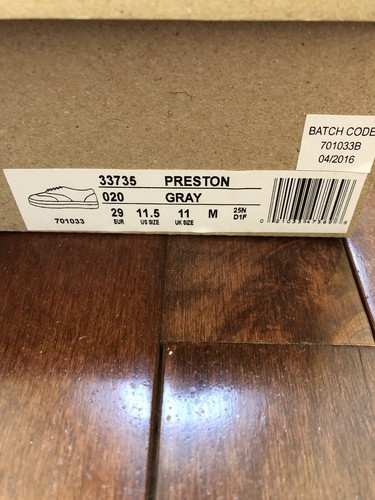 BATCH CODE
701033B
04/2016
33735 PRESTON
020 GRAY
29 11.5 11 M 25N
EUR US SIZE UK SIZE D1F
701033